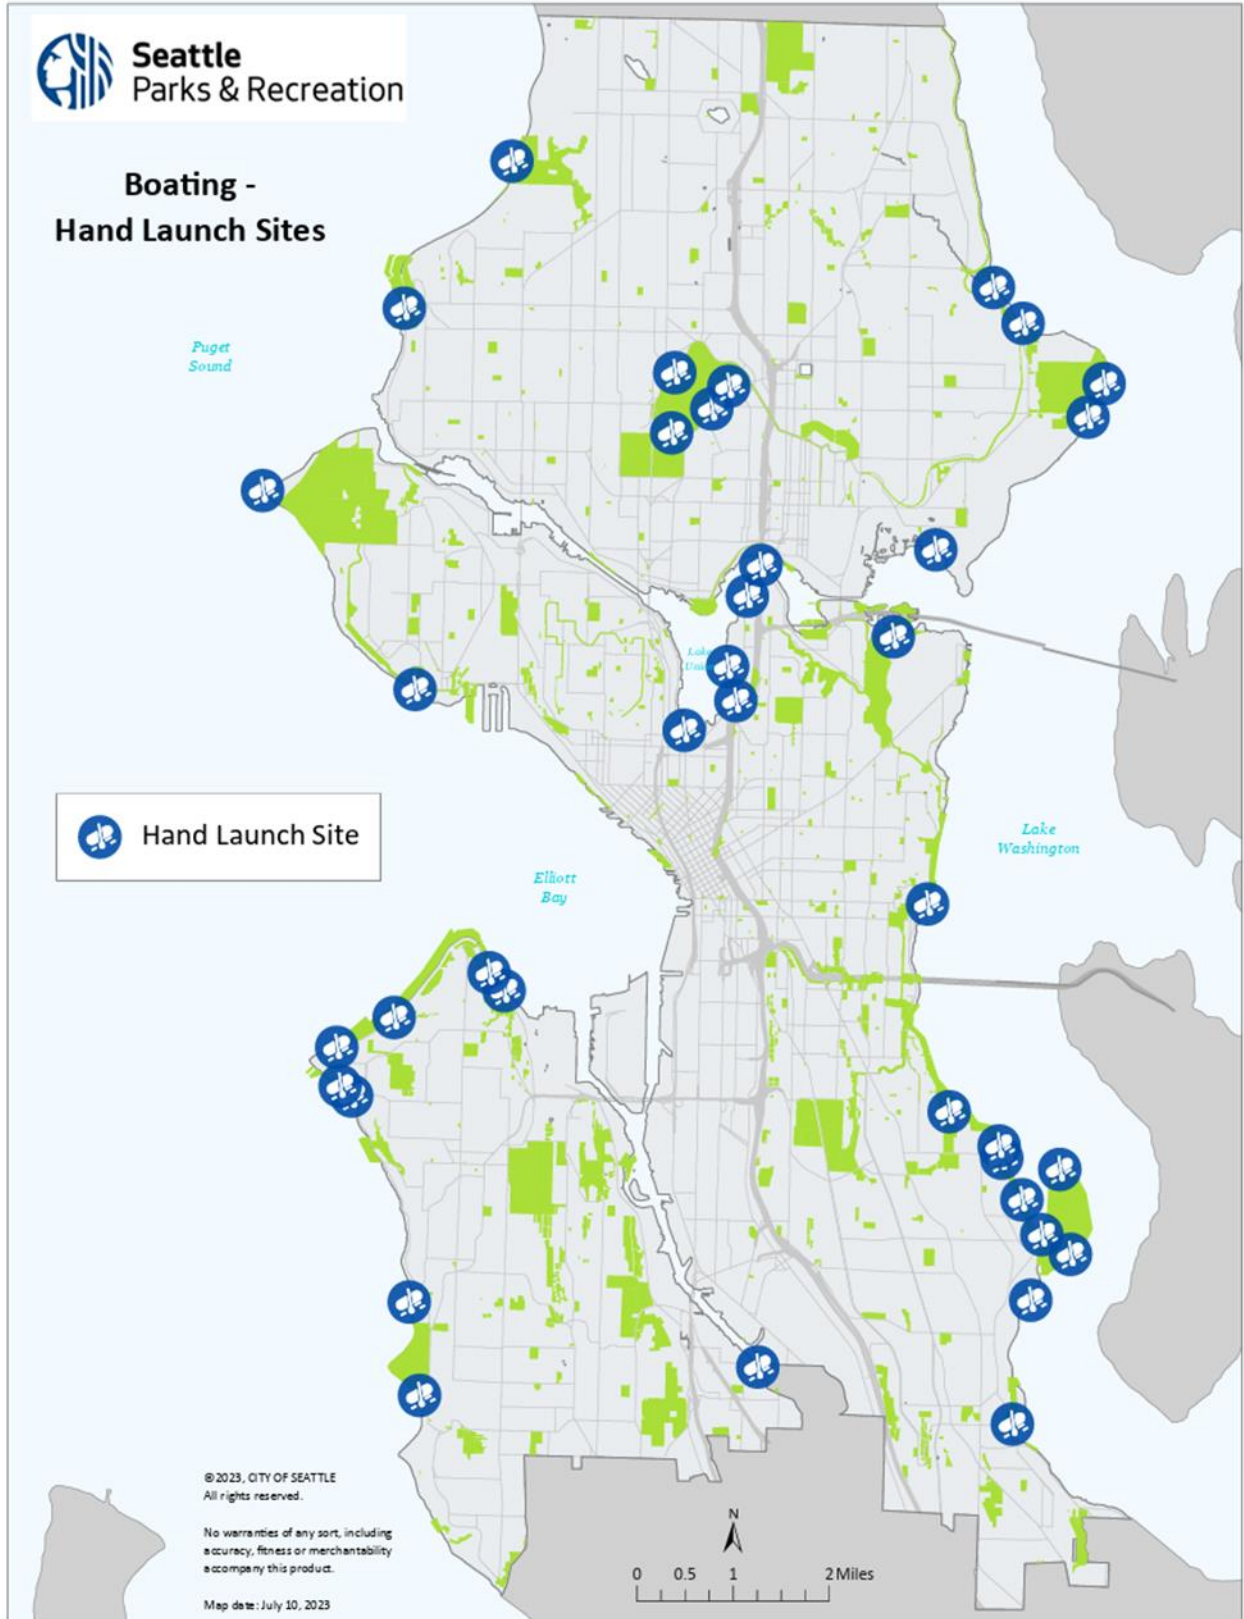 Seattle
Parks & Recreation
Boating -
Hand Launch Sites
Puget
Sound
Lake
Union
Hand Launch Site
Lake
Washington
Elliott
Bay
©2023, CITY OF SEATTLE
All rights reserved.
No warranties of any sort, including
accuracy, fitness or merchantability
accompany this product.
Map date: July 10, 2023
N
0 0.5 1 2 Miles